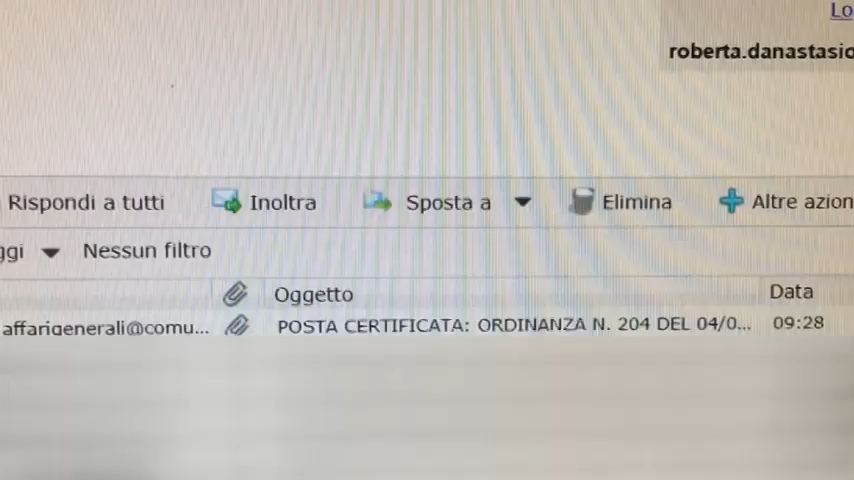 Lo
roberta.danastasio
Rispondi a tutti Inoltra Sposta a Elimina Altre azion
ggi Nessun filtro
Oggetto Data
affarigenerali@comu... POSTA CERTIFICATA: ORDINANZA N. 204 DEL 04/0... 09:28